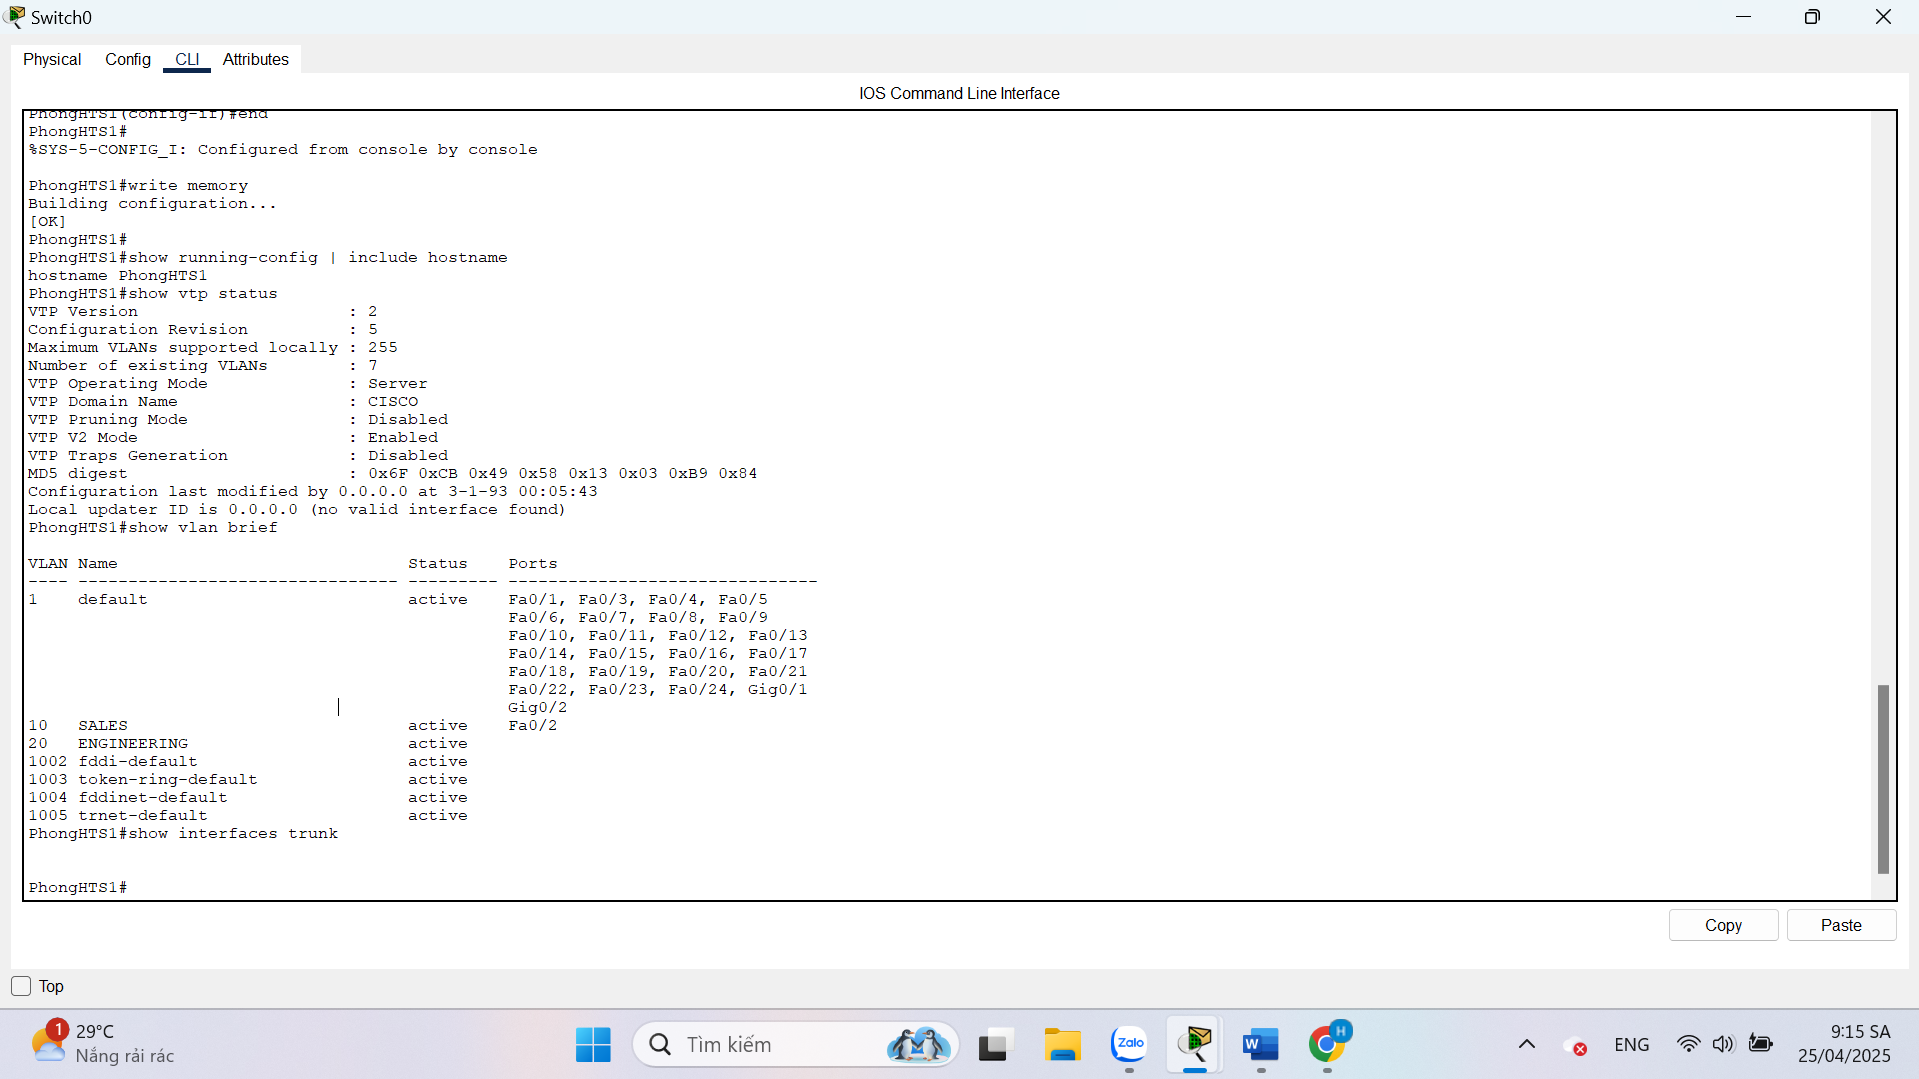 Switch0
Physical Config CLI Attributes
IOS Command Line Interface
PhongHTS1(config-if)#end
PhongHTS1#
%SYS-5-CONFIG_I: Configured from console by console
PhongHTS1#write memory
Building configuration...
[OK]
PhongHTS1#
PhongHTS1#show running-config | include hostname
hostname PhongHTS1
PhongHTS1#show vtp status
VTP Version : 2
Configuration Revision : 5
Maximum VLANs supported locally : 255
Number of existing VLANs : 7
VTP Operating Mode : Server
VTP Domain Name : CISCO
VTP Pruning Mode : Disabled
VTP V2 Mode : Enabled
VTP Traps Generation : Disabled
MD5 digest : 0x6F 0xCB 0x49 0x58 0x13 0x03 0xB9 0x84
Configuration last modified by 0.0.0.0 at 3-1-93 00:05:43
Local updater ID is 0.0.0.0 (no valid interface found)
PhongHTS1#show vlan brief
VLAN Name Status Ports
---- -------------------------------- --------- -------------------------------
1 default active Fa0/1, Fa0/3, Fa0/4, Fa0/5
Fa0/6, Fa0/7, Fa0/8, Fa0/9
Fa0/10, Fa0/11, Fa0/12, Fa0/13
Fa0/14, Fa0/15, Fa0/16, Fa0/17
Fa0/18, Fa0/19, Fa0/20, Fa0/21
Fa0/22, Fa0/23, Fa0/24, Gig0/1
Gig0/2
10 SALES active Fa0/2
20 ENGINEERING active
1002 fddi-default active
1003 token-ring-default active
1004 fddinet-default active
1005 trnet-default active
PhongHTS1#show interfaces trunk
PhongHTS1#
Copy Paste
Top
1
29°C
Nắng rải rác
Tìm kiếm
Zalo
W
H
ENG
9:15 SA
25/04/2025